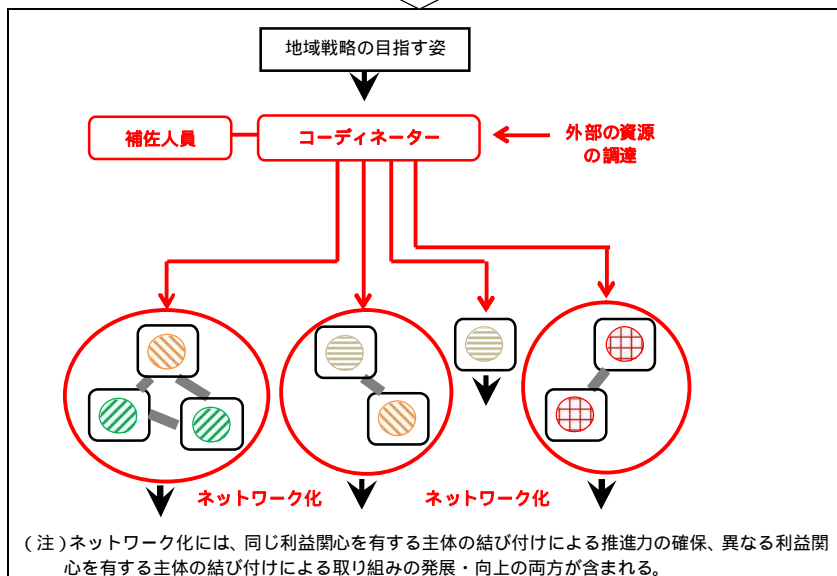 地域戦略の目指す姿
補佐人員
コーディネーター
外部の資源
の調達
ネットワーク化
ネットワーク化
(注)ネットワーク化には、同じ利益関心を有する主体の結び付けによる推進力の確保、異なる利益関
心を有する主体の結び付けによる取り組みの発展・向上の両方が含まれる。